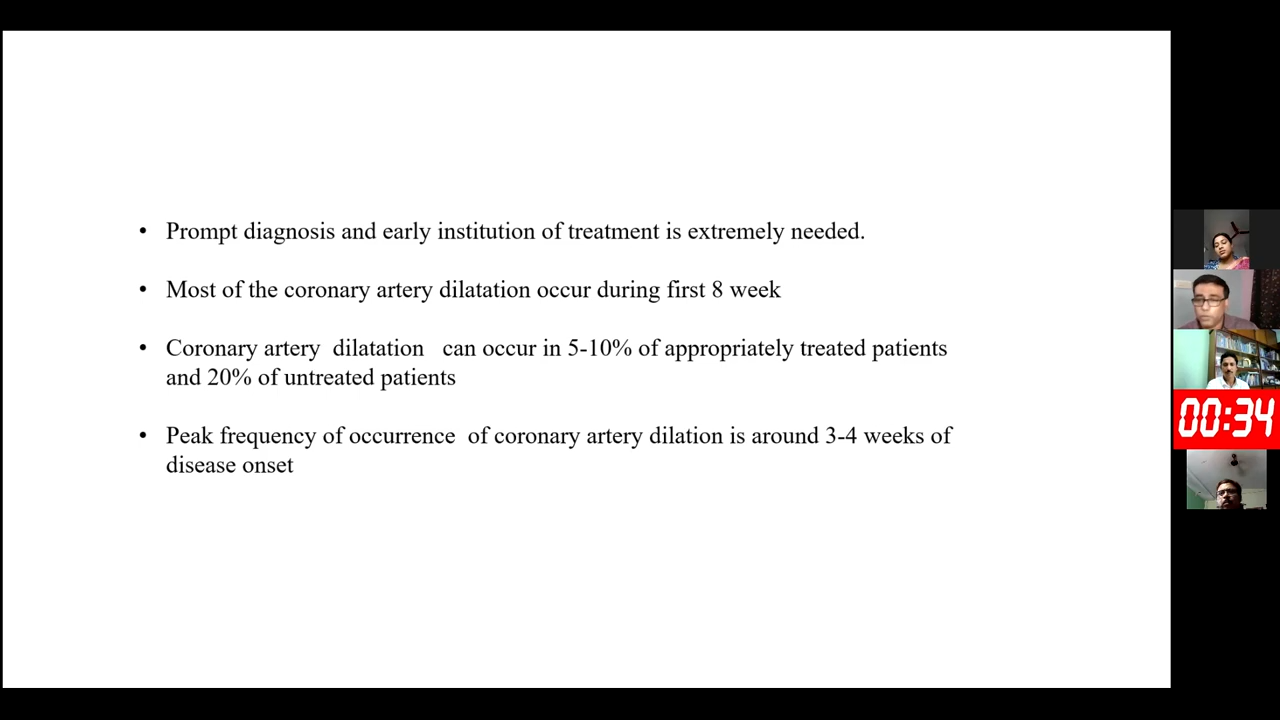 • Prompt diagnosis and early institution of treatment is extremely needed.
• Most of the coronary artery dilatation occur during first 8 week
• Coronary artery dilatation can occur in 5-10% of appropriately treated patients
and 20% of untreated patients
• Peak frequency of occurrence of coronary artery dilation is around 3-4 weeks of
disease onset
00:34